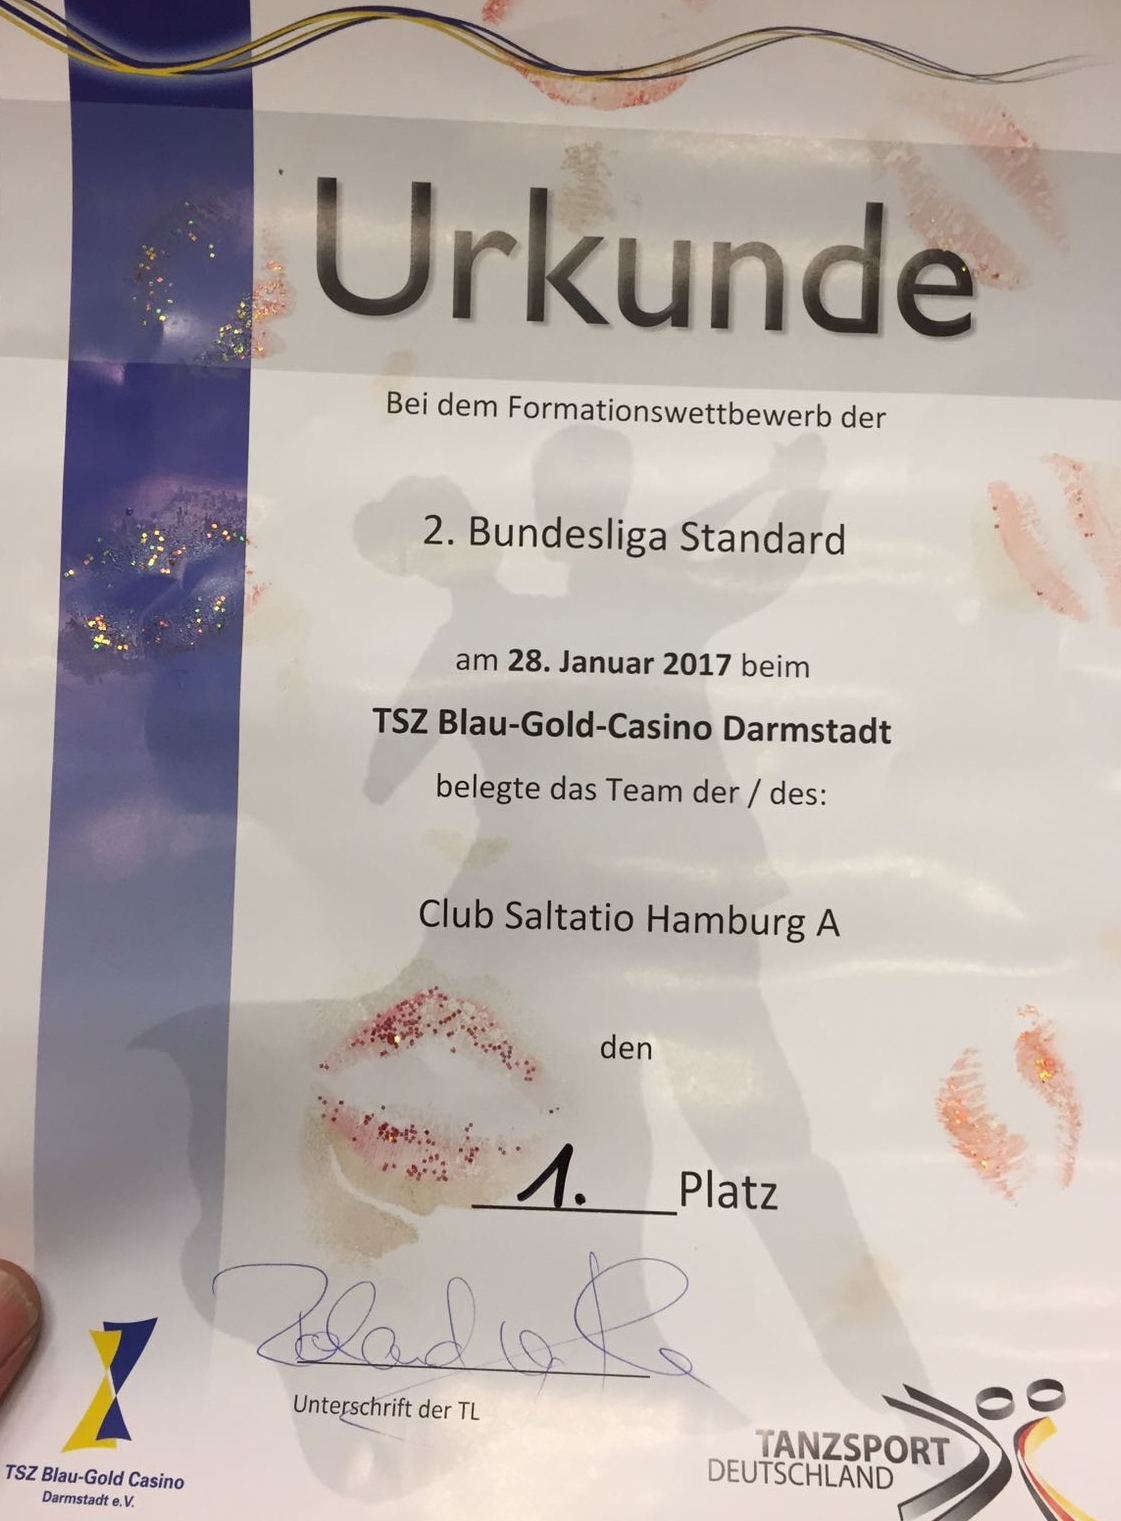 Urkunde
Bei dem Formationswettbewerb der
2. Bundesliga Standard
am 28. Januar 2017 beim
TSZ Blau-Gold-Casino Darmstadt
belegte das Team der / des:
Club Saltatio Hamburg A
den
1. Platz
Unterschrift der TL
TSZ Blau-Gold Casino
Darmstadt e.V.
TANZSPORT
DEUTSCHLAND